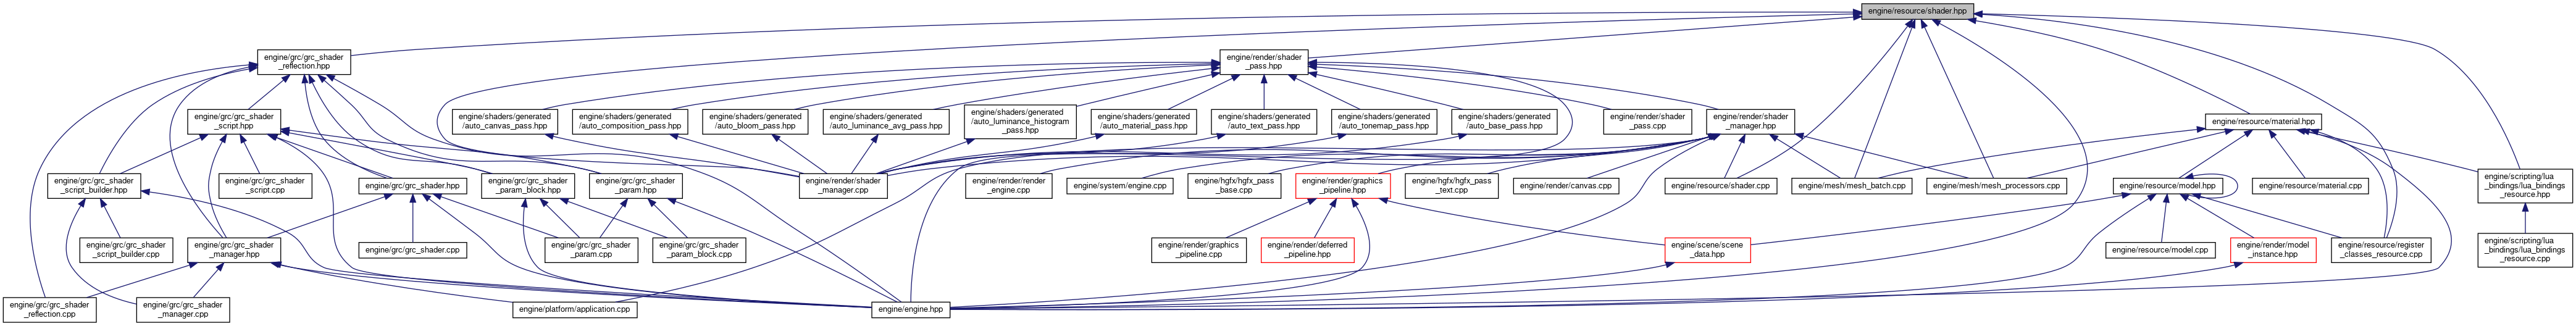 engine/resource/shader.hpp
engine/grc/grc_shader
_reflection.hpp
engine/render/shader
_pass.hpp
engine/grc/grc_shader
_script.hpp
engine/shaders/generated
/auto_canvas_pass.hpp
engine/shaders/generated
/auto_composition_pass.hpp
engine/shaders/generated
/auto_bloom_pass.hpp
engine/shaders/generated
/auto_luminance_avg_pass.hpp
engine/shaders/generated
/auto_luminance_histogram
_pass.hpp
engine/shaders/generated
/auto_material_pass.hpp
engine/shaders/generated
/auto_text_pass.hpp
engine/shaders/generated
/auto_tonemap_pass.hpp
engine/shaders/generated
/auto_base_pass.hpp
engine/render/shader
_pass.cpp
engine/render/shader
_manager.hpp
engine/resource/material.hpp
engine/grc/grc_shader
_script_builder.hpp
engine/grc/grc_shader
_script.cpp
engine/grc/grc_shader.hpp
engine/grc/grc_shader
_param_block.hpp
engine/grc/grc_shader
_param.hpp
engine/render/shader
_manager.cpp
engine/render/render
_engine.cpp
engine/system/engine.cpp
engine/hgfx/hgfx_pass
_base.cpp
engine/render/graphics
_pipeline.hpp
engine/hgfx/hgfx_pass
_text.cpp
engine/render/canvas.cpp
engine/resource/shader.cpp
engine/mesh/mesh_batch.cpp
engine/mesh/mesh_processors.cpp
engine/resource/model.hpp
engine/resource/material.cpp
engine/scripting/lua
_bindings/lua_bindings
_resource.hpp
engine/grc/grc_shader
_script_builder.cpp
engine/grc/grc_shader
_manager.hpp
engine/grc/grc_shader.cpp
engine/grc/grc_shader
_param.cpp
engine/grc/grc_shader
_param_block.cpp
engine/render/graphics
_pipeline.cpp
engine/render/deferred
_pipeline.hpp
engine/scene/scene
_data.hpp
engine/resource/model.cpp
engine/render/model
_instance.hpp
engine/resource/register
_classes_resource.cpp
engine/scripting/lua
_bindings/lua_bindings
_resource.cpp
engine/grc/grc_shader
_reflection.cpp
engine/grc/grc_shader
_manager.cpp
engine/platform/application.cpp
engine/engine.hpp